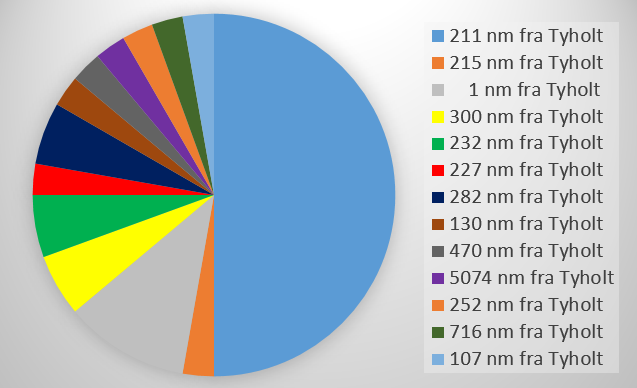 211 nm fra Tyholt
215 nm fra Tyholt
1 nm fra Tyholt
300 nm fra Tyholt
232 nm fra Tyholt
227 nm fra Tyholt
282 nm fra Tyholt
130 nm fra Tyholt
470 nm fra Tyholt
5074 nm fra Tyholt
252 nm fra Tyholt
716 nm fra Tyholt
107 nm fra Tyholt